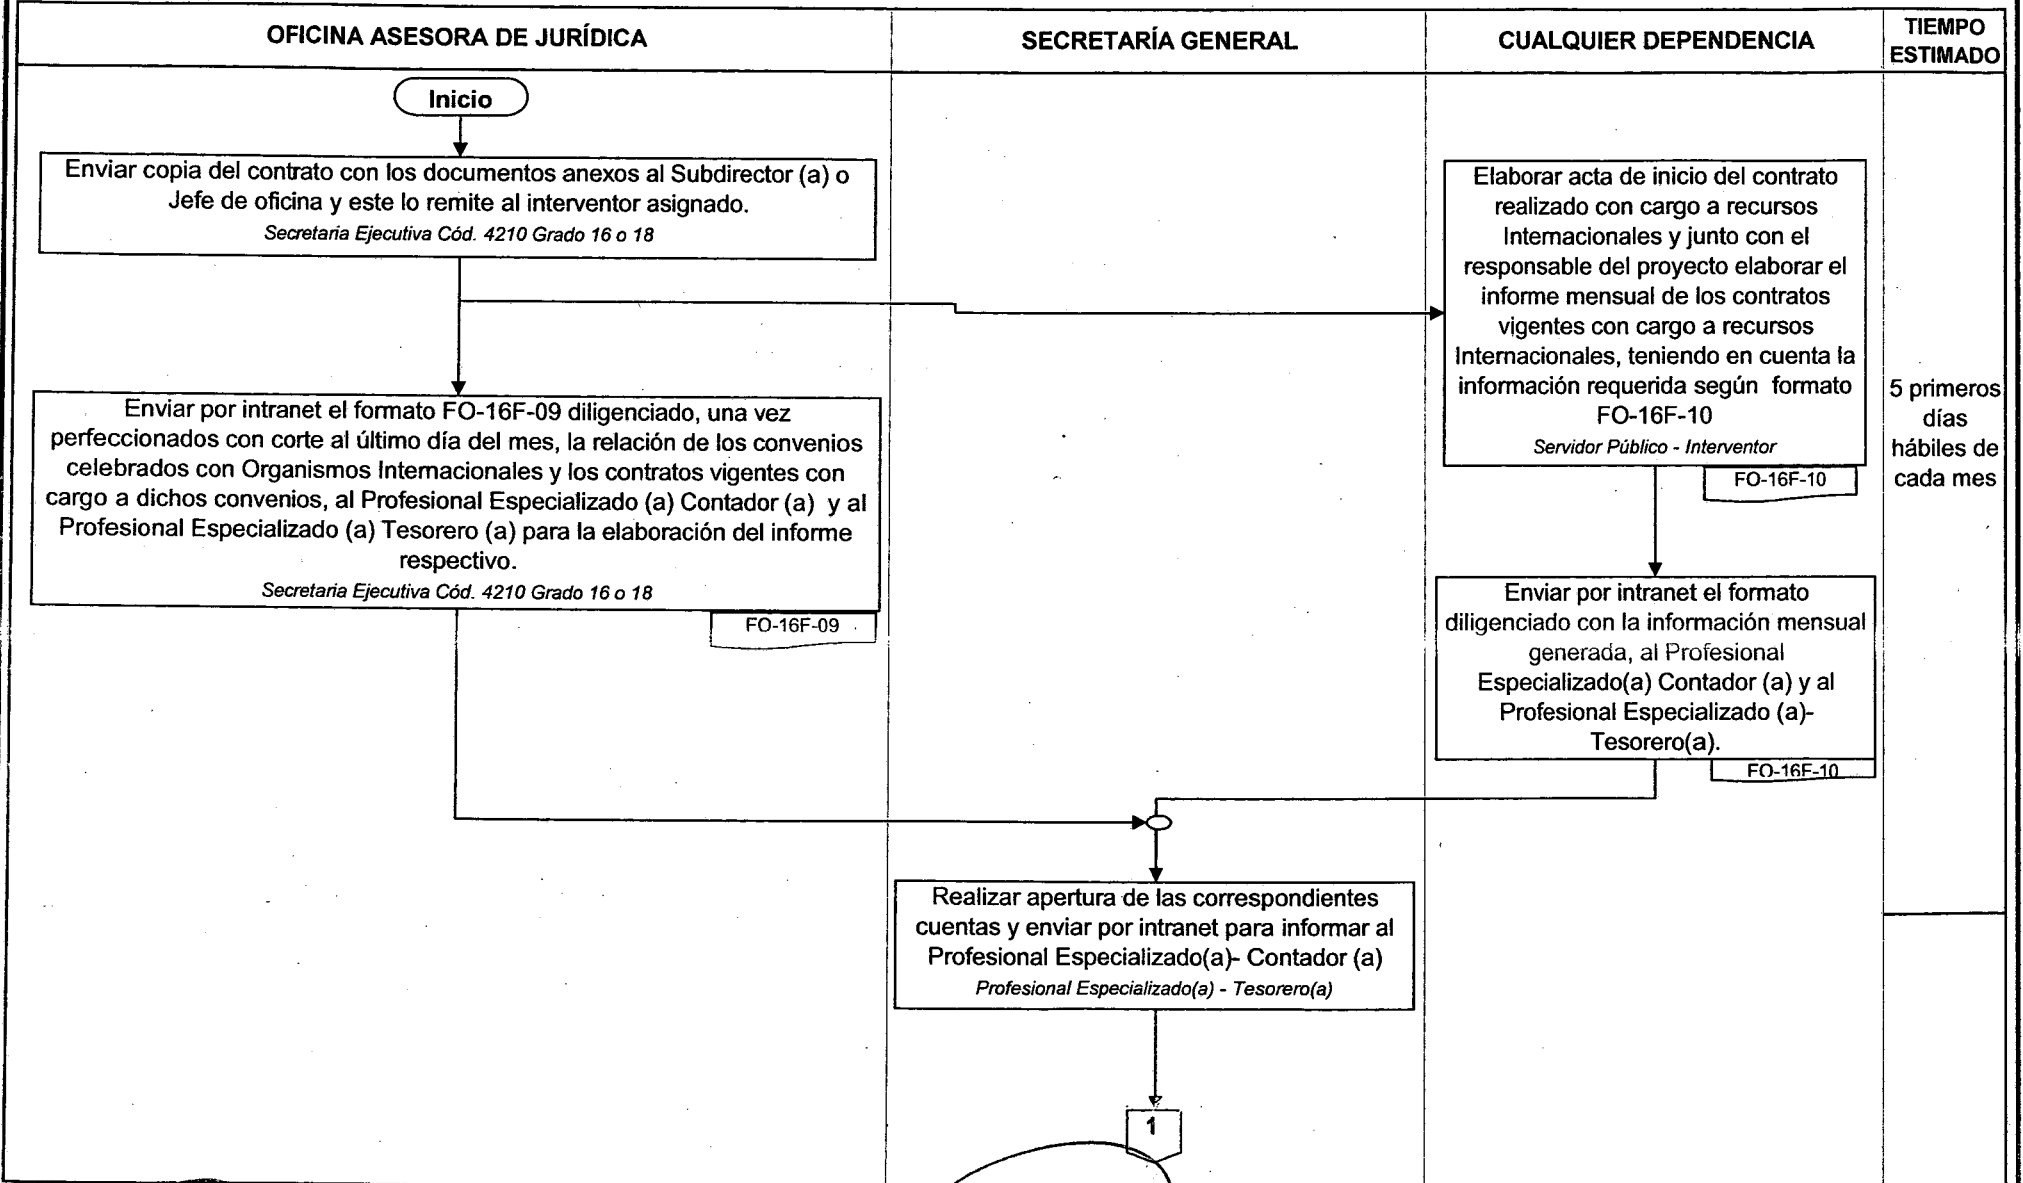 OFICINA ASESORA DE JURÍDICA
SECRETARÍA GENERAL
CUALQUIER DEPENDENCIA
TIEMPO
ESTIMADO
Inicio
Enviar copia del contrato con los documentos anexos al Subdirector (a) o
Jefe de oficina y este lo remite al interventor asignado.
Secretaria Ejecutiva Cód. 4210 Grado 16 o 18
Elaborar acta de inicio del contrato
realizado con cargo a recursos
Internacionales y junto con el
responsable del proyecto elaborar el
informe mensual de los contratos
vigentes con cargo a recursos
Internacionales, teniendo en cuenta la
información requerida según formato
FO-16F-10
Servidor Público - Interventor
FO-16F-10
5 primeros
días
hábiles de
cada mes
Enviar por intranet el formato FO-16F-09 diligenciado, una vez
perfeccionados con corte al último día del mes, la relación de los convenios
celebrados con Organismos Internacionales y los contratos vigentes con
cargo a dichos convenios, al Profesional Especializado (a) Contador (a) y al
Profesional Especializado (a) Tesorero (a) para la elaboración del informe
respectivo.
Secretaria Ejecutiva Cód. 4210 Grado 16 o 18
FO-16F-09
Enviar por intranet el formato
diligenciado con la información mensual
generada, al Profesional
Especializado(a) Contador (a) y al
Profesional Especializado (a)-
Tesorero(a).
FO-16F-10
Realizar apertura de las correspondientes
cuentas y enviar por intranet para informar al
Profesional Especializado(a)- Contador (a)
Profesional Especializado(a) - Tesorero(a)
1